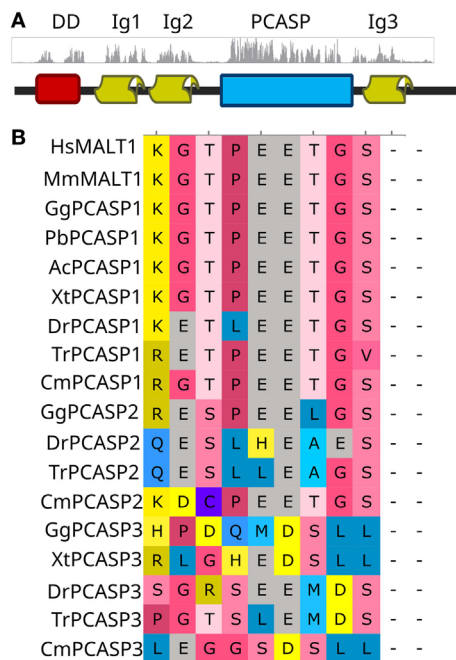 A DD Ig1 Ig2 PCASP Ig3
B
HsMALT1 K G T P E E T G S - -
MmMALT1 K G T P E E T G S - -
GgPCASP1 K G T P E E T G S - -
PbPCASP1 K G T P E E T G S - -
AcPCASP1 K G T P E E T G S - -
XtPCASP1 K G T P E E T G S - -
DrPCASP1 K E T L E E T G S - -
TrPCASP1 R E T P E E T G V - -
CmPCASP1 R G T P E E T G S - -
GgPCASP2 R E S P E E L G S - -
DrPCASP2 Q E S L H E A E S - -
TrPCASP2 Q E S L L E A G S - -
CmPCASP2 K D C P E E T G S - -
GgPCASP3 H P D Q M D S L L - -
XtPCASP3 R L G H E D S L L - -
DrPCASP3 S G R S E E M D S - -
TrPCASP3 P G T S L E M D S - -
CmPCASP3 L E G G S D S L L - -